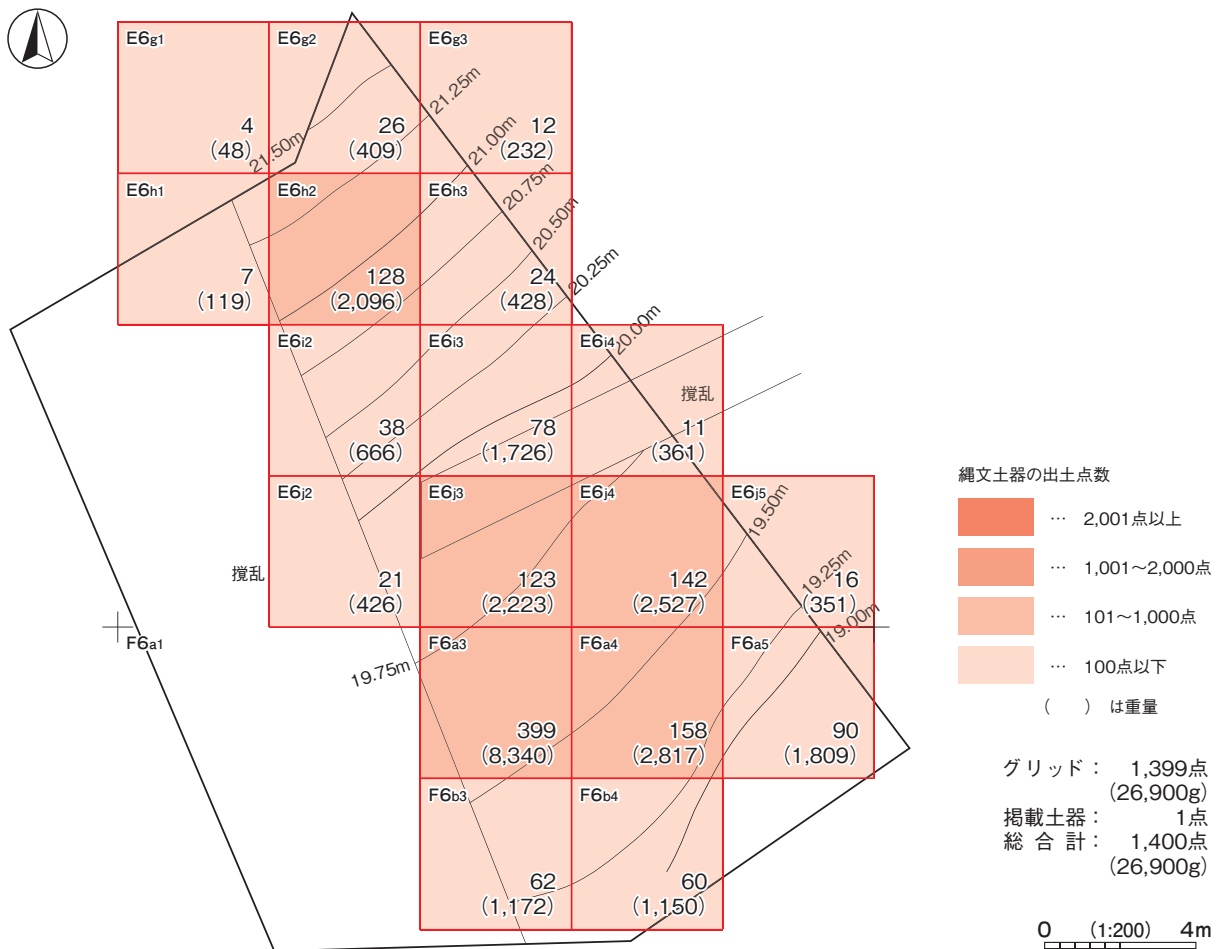 E6g1
E6g2
E6g3
4
(48)
26
(409)
12
(232)
21.50m
21.25m
21.00m
E6h1
E6h2
E6h3
20.75m
20.50m
7
(119)
128
(2,096)
24
(428)
20.25m
E6i2
E6i3
E6i4
20.00m
撹乱
38
(666)
78
(1,726)
11
(361)
E6j2
E6j3
E6j4
E6j5
19.50m
撹乱
21
(426)
123
(2,223)
142
(2,527)
16
(351)
19.25m
19.00m
F6a1
F6a3
F6a4
F6a5
19.75m
399
(8,340)
158
(2,817)
90
(1,809)
F6b3
F6b4
62
(1,172)
60
(1,150)
縄文土器の出土点数
… 2,001点以上
… 1,001～2,000点
… 101～1,000点
… 100点以下
（　）は重量
グリッド： 1,399点
(26,900g)
掲載土器： 1点
総合計： 1,400点
(26,900g)
0 (1:200) 4m